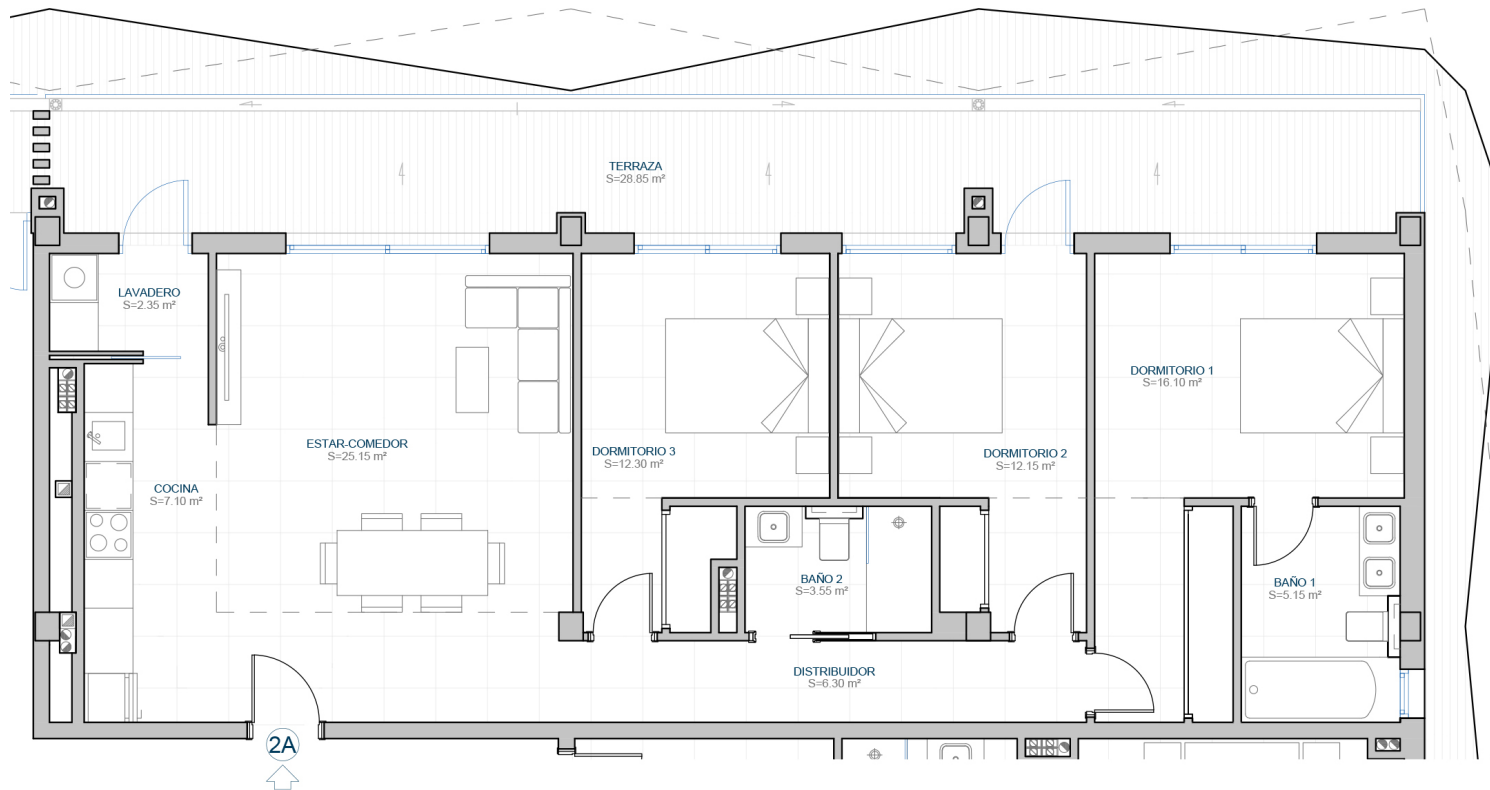 TERRAZA
S=28.85 m²
LAVADERO
S=2.35 m²
DORMITORIO 1
S=16.10 m²
ESTAR-COMEDOR
S=25.15 m²
DORMITORIO 3
S=12.30 m²
DORMITORIO 2
S=12.15 m²
COCINA
S=7.10 m²
BAÑO 2
S=3.55 m²
BAÑO 1
S=5.15 m²
DISTRIBUIDOR
S=6.30 m²
2A